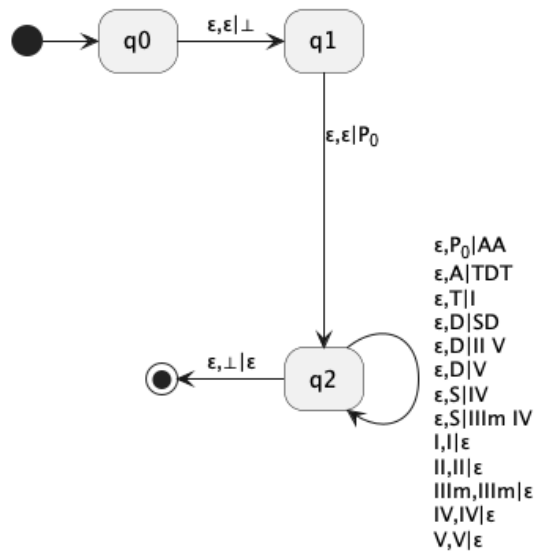 q0
ε,ε|⊥
q1
ε,ε|P₀
ε,P₀|AA
ε,A|TDT
ε,T|I
ε,D|SD
ε,D|II V
ε,D|V
ε,S|IV
ε,S|IIIm IV
I,I|ε
II,II|ε
IIIm,IIIm|ε
IV,IV|ε
V,V|ε
ε,⊥|ε
q2